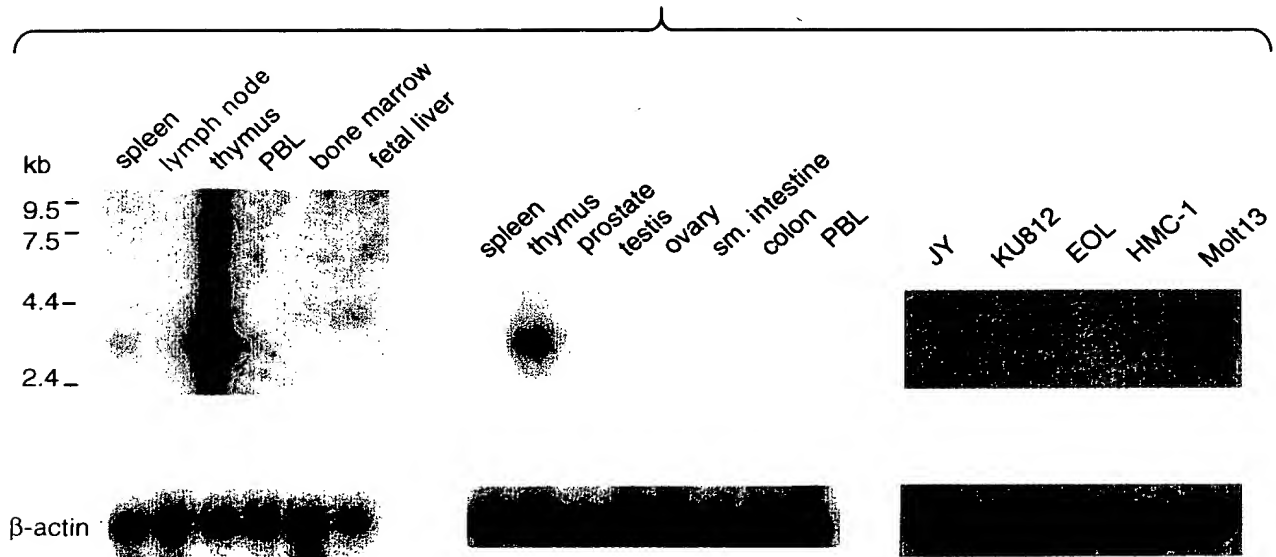 spleen
lymph node
thymus
PBL
bone marrow
fetal liver
kb
9.5
7.5
4.4
2.4
spleen
thymus
prostate
testis
ovary
sm. intestine
colon
PBL
JY
KU812
EOL
HMC-1
Molt13
β-actin